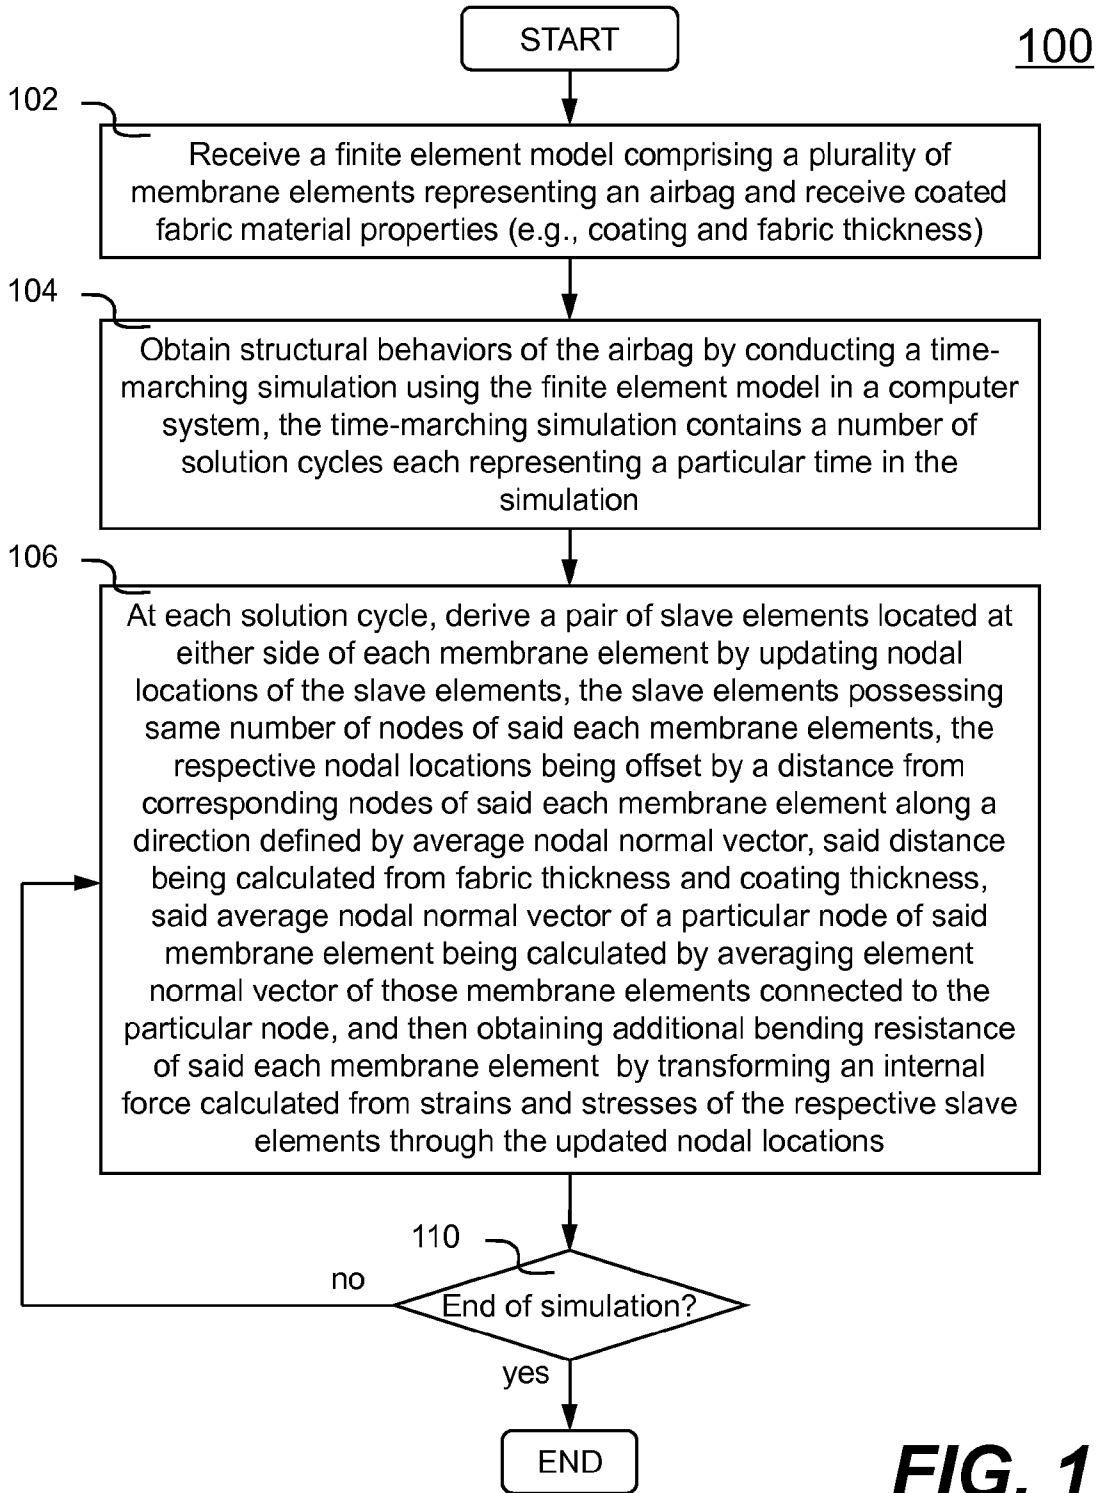 START
100
102
Receive a finite element model comprising a plurality of
membrane elements representing an airbag and receive coated
fabric material properties (e.g., coating and fabric thickness)
104
Obtain structural behaviors of the airbag by conducting a time-
marching simulation using the finite element model in a computer
system, the time-marching simulation contains a number of
solution cycles each representing a particular time in the
simulation
106
At each solution cycle, derive a pair of slave elements located at
either side of each membrane element by updating nodal
locations of the slave elements, the slave elements possessing
same number of nodes of said each membrane elements, the
respective nodal locations being offset by a distance from
corresponding nodes of said each membrane element along a
direction defined by average nodal normal vector, said distance
being calculated from fabric thickness and coating thickness,
said average nodal normal vector of a particular node of said
membrane element being calculated by averaging element
normal vector of those membrane elements connected to the
particular node, and then obtaining additional bending resistance
of said each membrane element by transforming an internal
force calculated from strains and stresses of the respective slave
elements through the updated nodal locations
110
no
End of simulation?
yes
END
FIG. 1